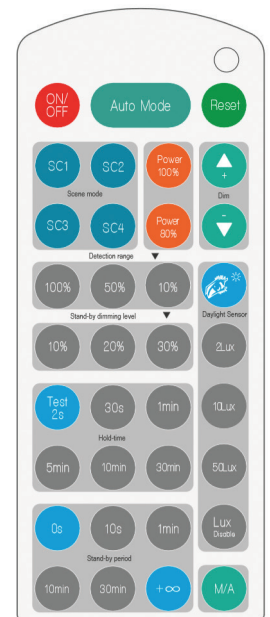 ON/
OFF
Auto Mode
Reset
SC1
SC2
Power
100%
+
Scene mode
Dim
SC3
SC4
Power
80%
-
Detection range
100%
50%
10%
Stand-by dimming level
Daylight Sensor
10%
20%
30%
2Lux
Test
2s
30s
1min
10Lux
Hold-time
5min
10min
30min
50Lux
0s
10s
1min
Lux
Disable
Stand-by period
10min
30min
+∞
M/A